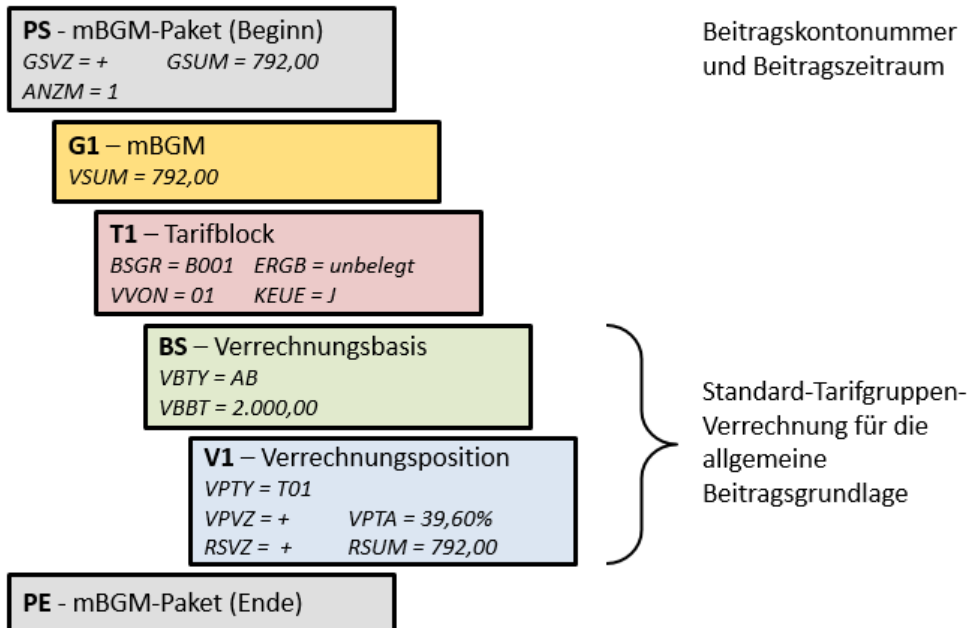 PS - mBGM-Paket (Beginn)
GSVZ = + GSUM = 792,00
ANZM = 1
Beitragskontonummer
und Beitragszeitraum
G1 – mBGM
VSUM = 792,00
T1 – Tarifblock
BSGR = B001 ERGB = unbelegt
VVON = 01 KEUE = J
BS – Verrechnungsbasis
VBTY = AB
VBBT = 2.000,00
V1 – Verrechnungsposition
VPTY = T01
VPVZ = + VPTA = 39,60%
RSVZ = + RSUM = 792,00
Standard-Tarifgruppen-
Verrechnung für die
allgemeine
Beitragsgrundlage
PE - mBGM-Paket (Ende)